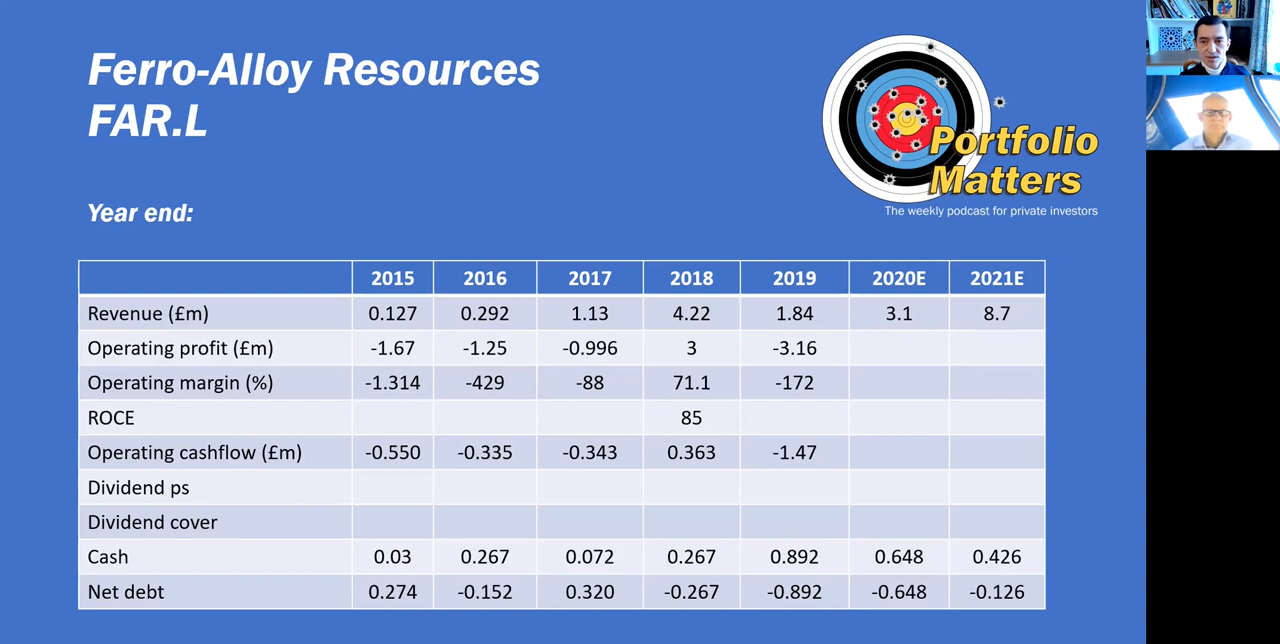 Ferro-Alloy Resources
FAR.L
Portfolio
Matters
The weekly podcast for private investors
Year end:
2015 2016 2017 2018 2019 2020E 2021E
Revenue (£m) 0.127 0.292 1.13 4.22 1.84 3.1 8.7
Operating profit (£m) -1.67 -1.25 -0.996 3 -3.16
Operating margin (%) -1.314 -429 -88 71.1 -172
ROCE 85
Operating cashflow (£m) -0.550 -0.335 -0.343 0.363 -1.47
Dividend ps
Dividend cover
Cash 0.03 0.267 0.072 0.267 0.892 0.648 0.426
Net debt 0.274 -0.152 0.320 -0.267 -0.892 -0.648 -0.126